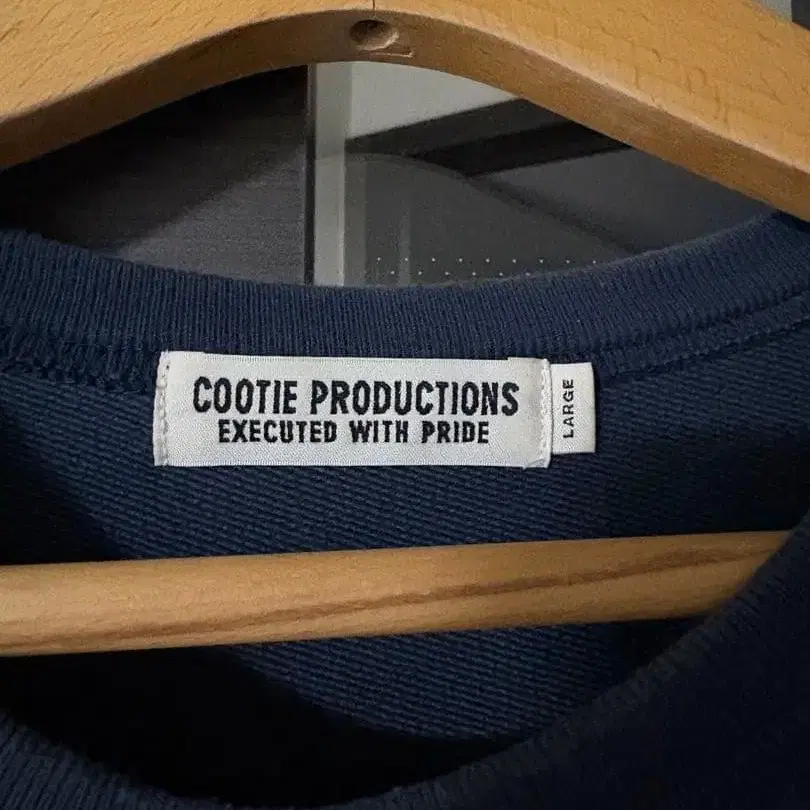 COOTIE PRODUCTIONS
EXECUTED WITH PRIDE
LARGE